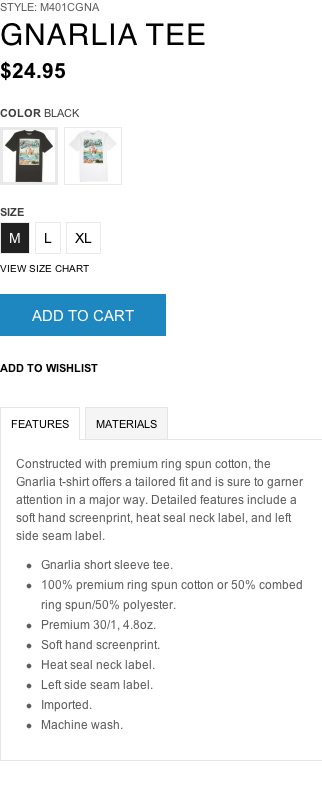 STYLE: M401CGNA
GNARLIA TEE
$24.95
COLOR BLACK
SIZE
M L XL
VIEW SIZE CHART
ADD TO CART
ADD TO WISHLIST
FEATURES MATERIALS
Constructed with premium ring spun cotton, the
Gnarlia t-shirt offers a tailored fit and is sure to garner
attention in a major way. Detailed features include a
soft hand screenprint, heat seal neck label, and left
side seam label.
• Gnarlia short sleeve tee.
• 100% premium ring spun cotton or 50% combed
ring spun/50% polyester.
• Premium 30/1, 4.8oz.
• Soft hand screenprint.
• Heat seal neck label.
• Left side seam label.
• Imported.
• Machine wash.